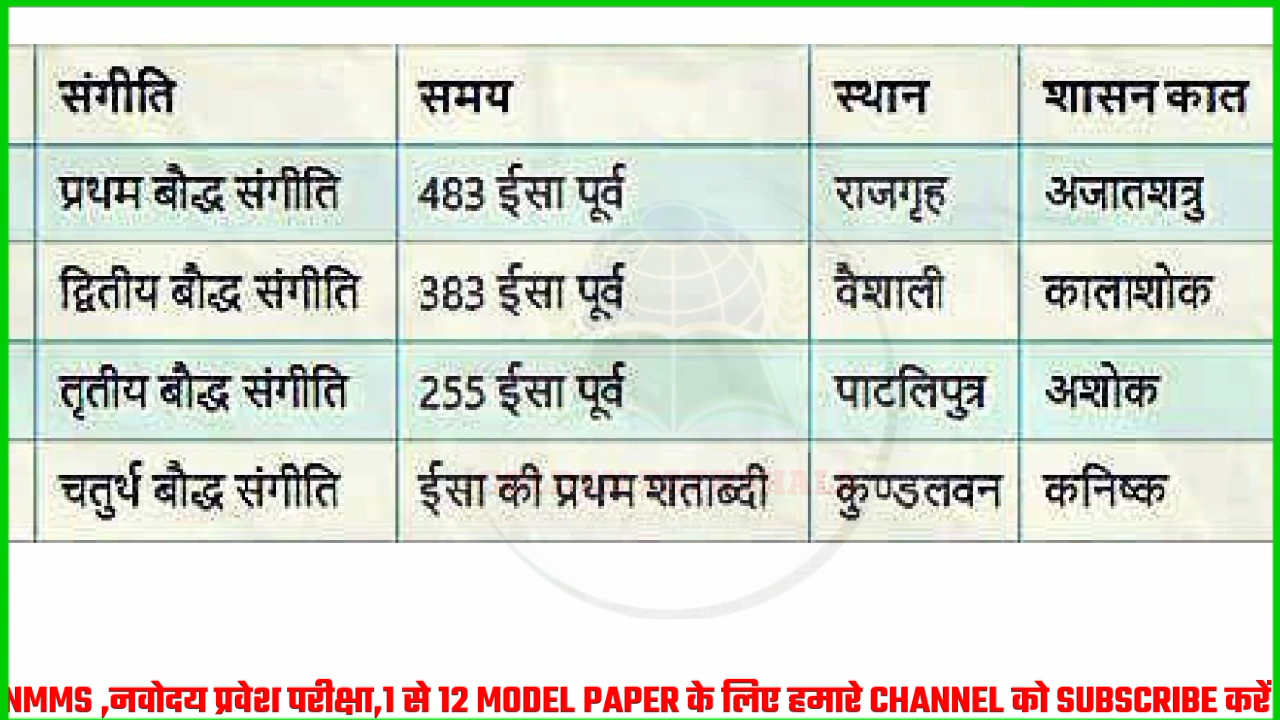 संगीति समय स्थान शासन कात
प्रथम बौद्ध संगीति 483 ईसा पूर्व राजगृह अजातशत्रु
द्वितीय बौद्ध संगीति 383 ईसा पूर्व वैशाली कालाशोक
तृतीय बौद्ध संगीति 255 ईसा पूर्व पाटलिपुत्र अशोक
चतुर्थ बौद्ध संगीति ईसा की प्रथम शताब्दी कुण्डलवन कनिष्क
NMMS ,नवोदय प्रवेश परीक्षा,1 से 12 MODEL PAPER के लिए हमारे CHANNEL को SUBSCRIBE करें